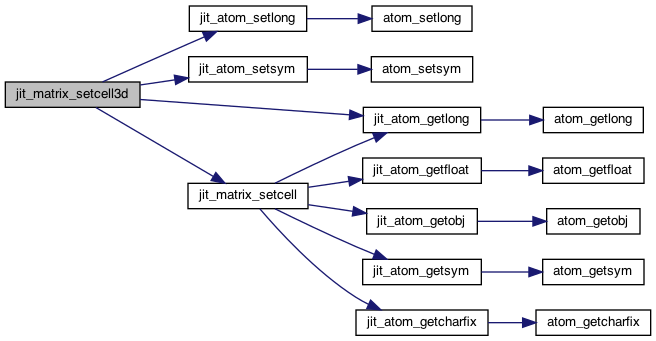 jit_atom_setlong
atom_setlong
jit_atom_setsym
atom_setsym
jit_matrix_setcell3d
jit_atom_getlong
atom_getlong
jit_atom_getfloat
atom_getfloat
jit_matrix_setcell
jit_atom_getobj
atom_getobj
jit_atom_getsym
atom_getsym
jit_atom_getcharfix
atom_getcharfix